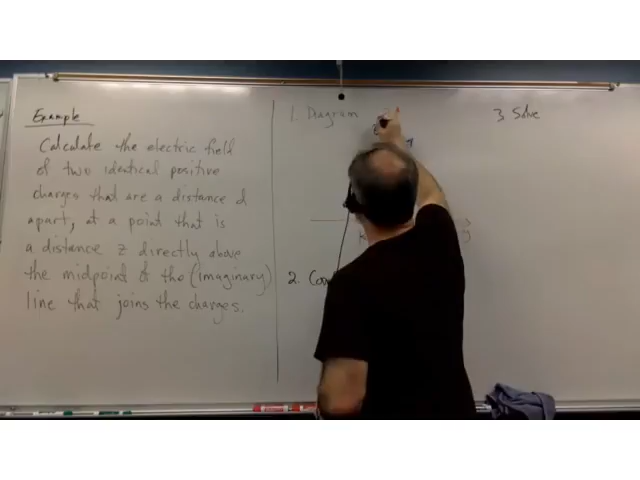 Example
Calculate the electric field
of two identical positive
charges that are a distance d
apart, at a point that is
a distance z directly above
the midpoint of the (imaginary)
line that joins the charges.
1. Diagram
2.
3. Solve